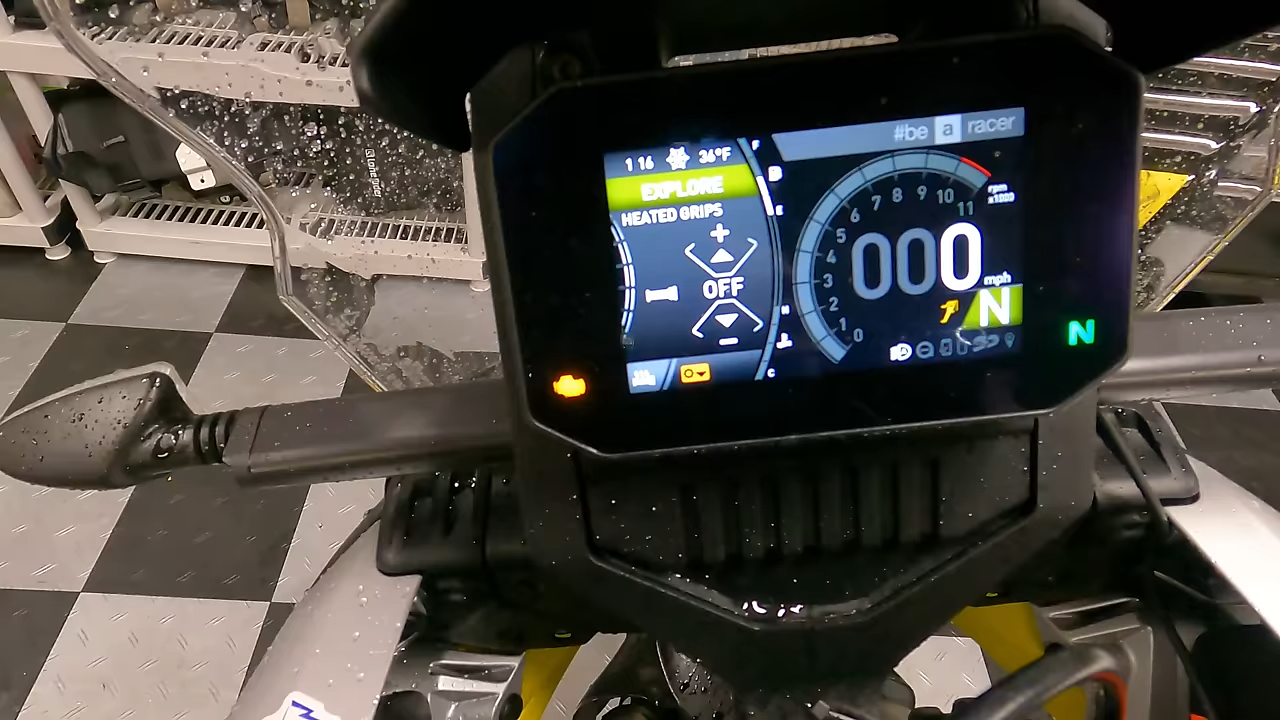 #be a racer
1 16 36°F
EXPLORE
HEATED GRIPS
+
OFF
−
F
E
H
C
0 1 2 3 4 5 6 7 8 9 10 11
rpm
x1000
000
mph
N
N